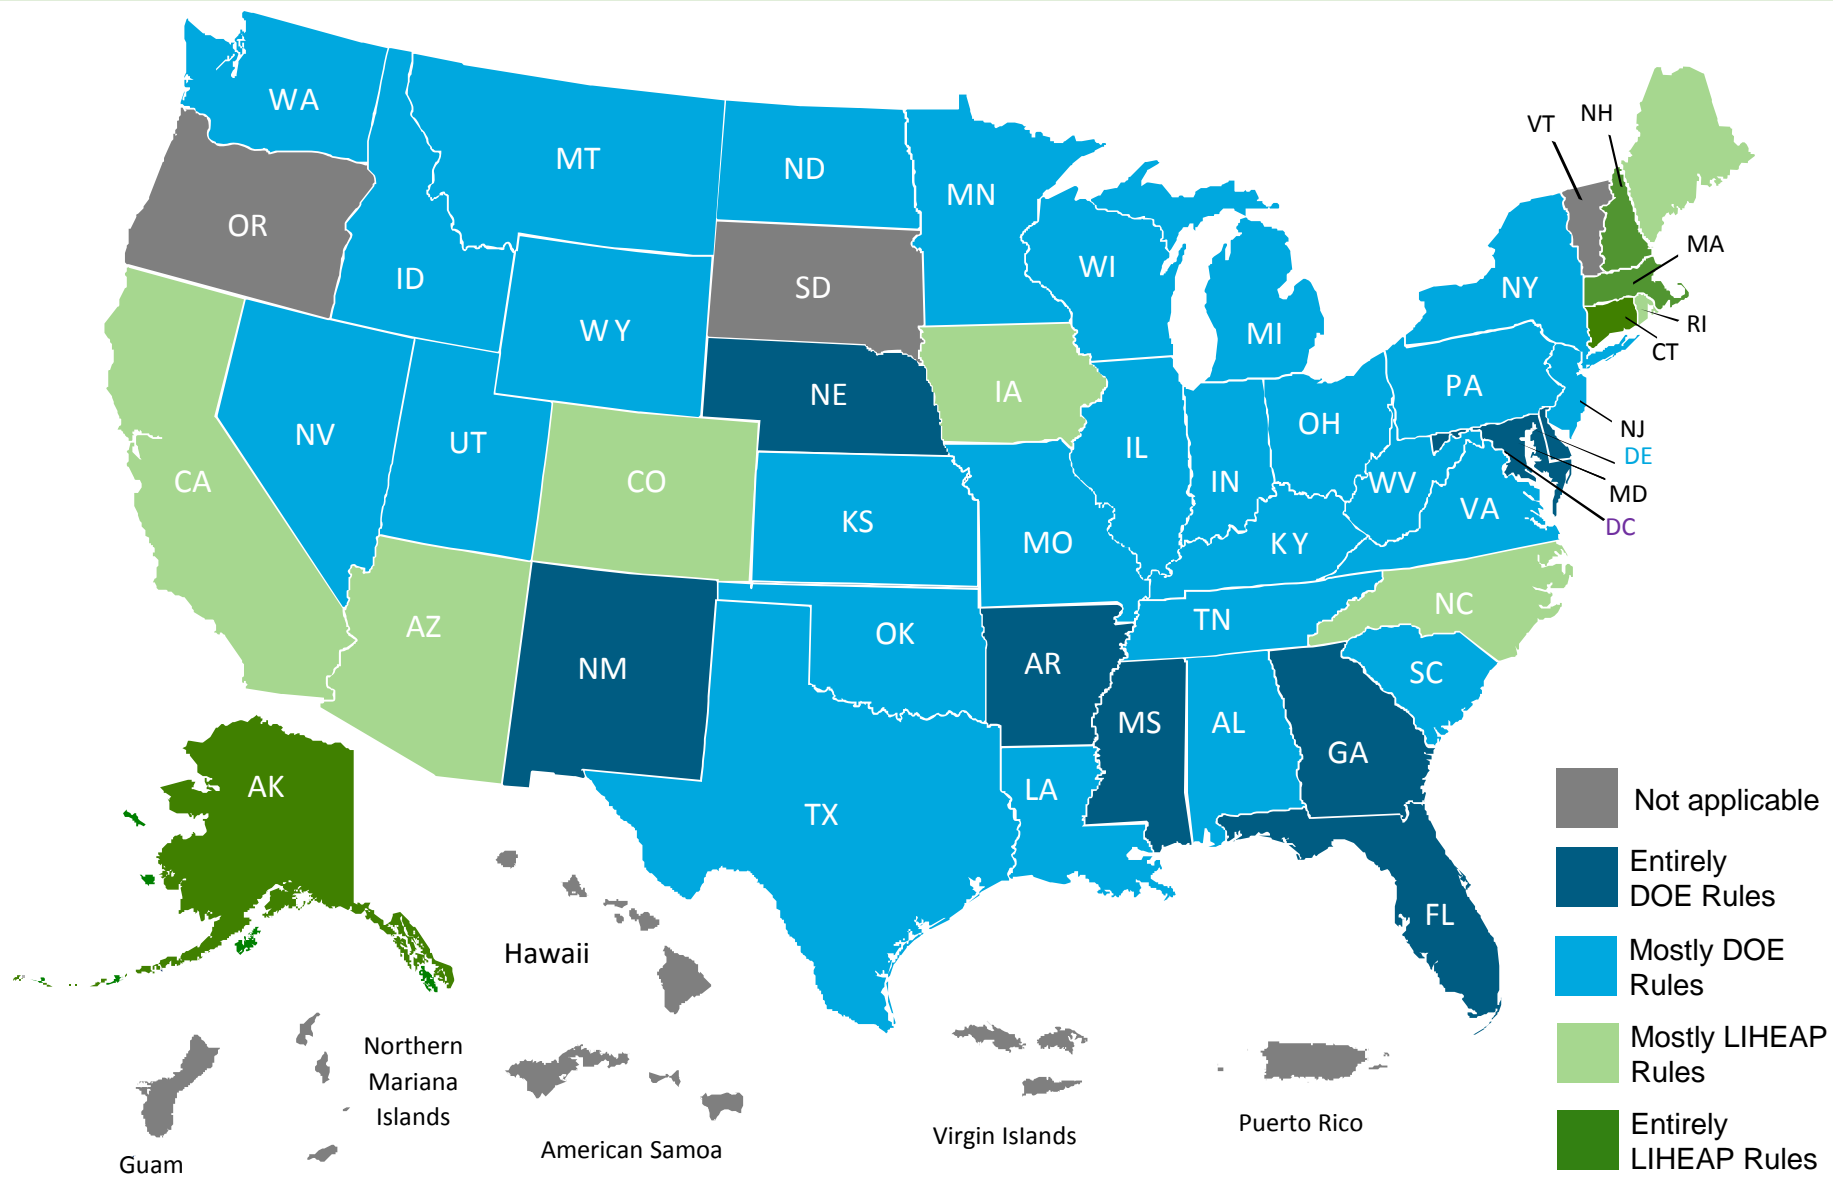 WA
MT
ND
MN
VT
NH
OR
ID
WY
SD
WI
MI
NY
MA
RI
CT
NE
IA
PA
NV
UT
CO
KS
MO
IL
IN
OH
WV
VA
KY
NJ
DE
MD
DC
CA
AZ
NM
OK
AR
TN
NC
SC
MS
AL
GA
LA
TX
FL
AK
Hawaii
Guam
Northern
Mariana
Islands
American Samoa
Virgin Islands
Puerto Rico
Not applicable
Entirely
DOE Rules
Mostly DOE
Rules
Mostly LIHEAP
Rules
Entirely
LIHEAP Rules